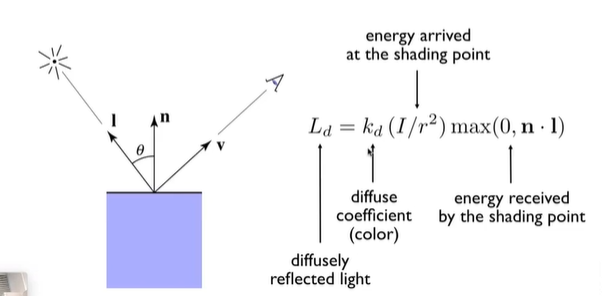 energy arrived
at the shading point
l
n
θ
v
L_d = k_d (I/r²) max(0, n · l)
diffuse
coefficient
(color)
energy received
by the shading point
diffusely
reflected light